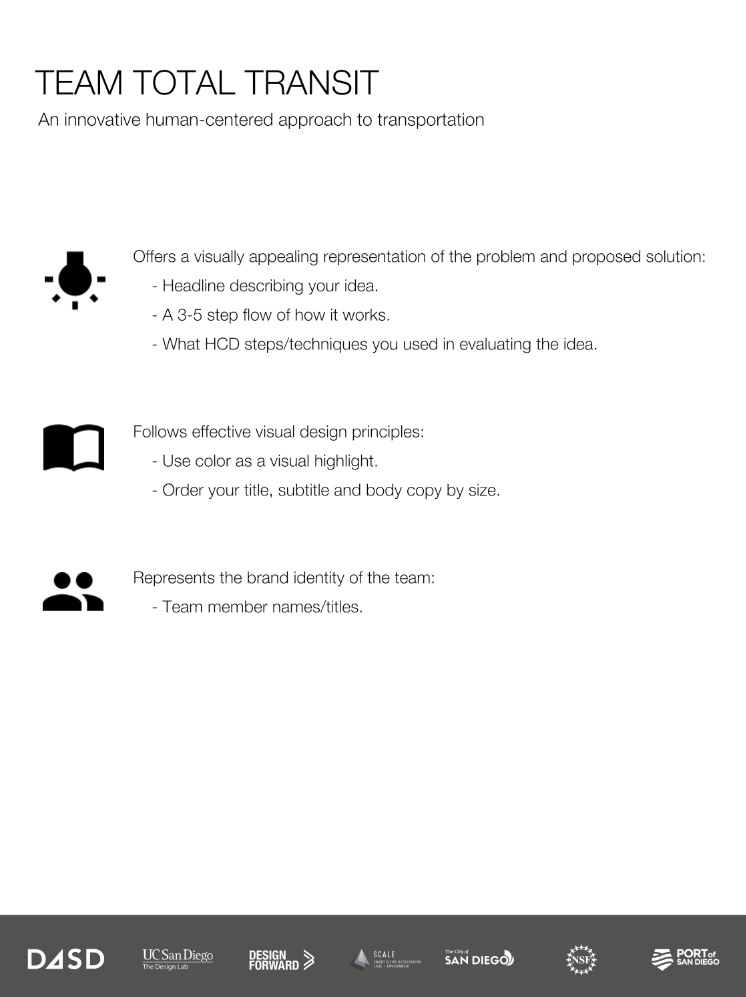 TEAM TOTAL TRANSIT
An innovative human-centered approach to transportation
Offers a visually appealing representation of the problem and proposed solution:
- Headline describing your idea.
- A 3-5 step flow of how it works.
- What HCD steps/techniques you used in evaluating the idea.
Follows effective visual design principles:
- Use color as a visual highlight.
- Order your title, subtitle and body copy by size.
Represents the brand identity of the team:
- Team member names/titles.
D4SD
UC San Diego
The Design Lab
DESIGN
FORWARD
SCALE
The City of
SAN DIEGO
NSF
PORT of
SAN DIEGO